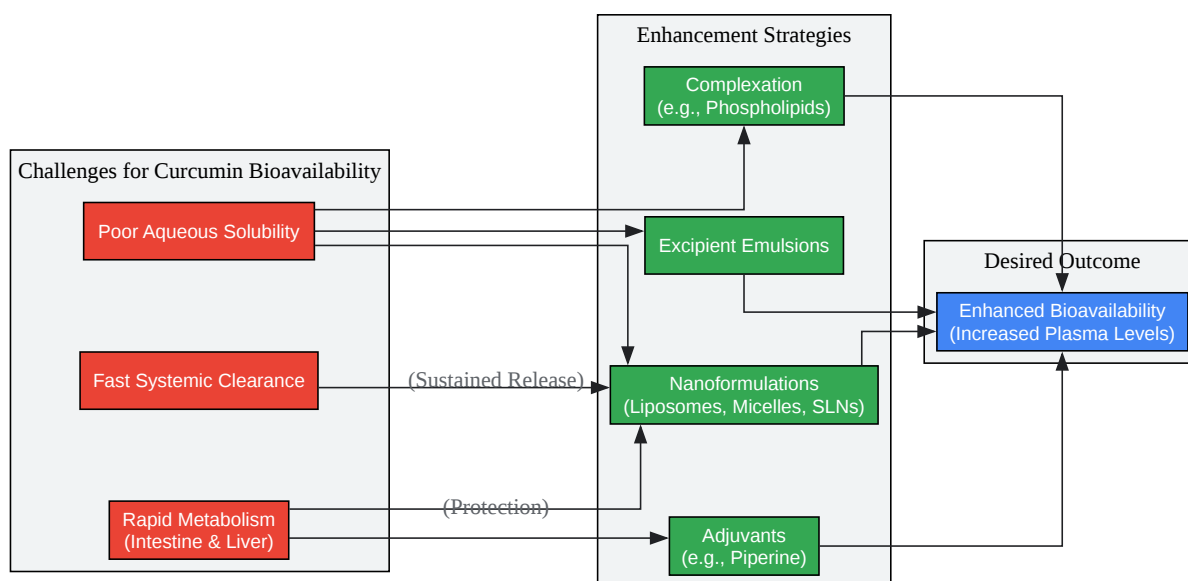 Challenges for Curcumin Bioavailability
Poor Aqueous Solubility
Fast Systemic Clearance
Rapid Metabolism
(Intestine & Liver)
(Sustained Release)
(Protection)
Enhancement Strategies
Complexation
(e.g., Phospholipids)
Excipient Emulsions
Nanoformulations
(Liposomes, Micelles, SLNs)
Adjuvants
(e.g., Piperine)
Desired Outcome
Enhanced Bioavailability
(Increased Plasma Levels)